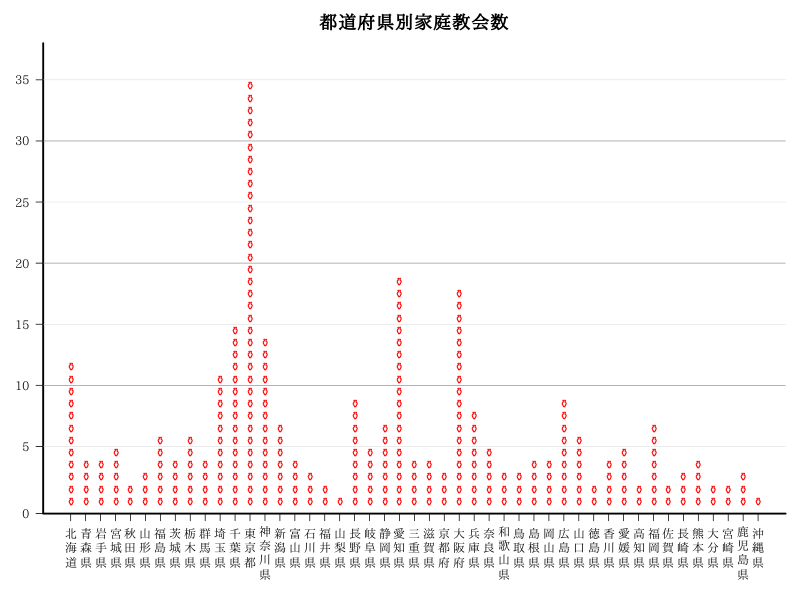 都道府県別家庭教会数
35
30
25
20
15
10
5
0
北海道
青森県
岩手県
宮城県
秋田県
山形県
福島県
茨城県
栃木県
群馬県
埼玉県
千葉県
東京都
神奈川県
新潟県
富山県
石川県
福井県
山梨県
長野県
岐阜県
静岡県
愛知県
三重県
滋賀県
京都府
大阪府
兵庫県
奈良県
和歌山県
鳥取県
島根県
岡山県
広島県
山口県
徳島県
香川県
愛媛県
高知県
福岡県
佐賀県
長崎県
熊本県
大分県
宮崎県
鹿児島県
沖縄県